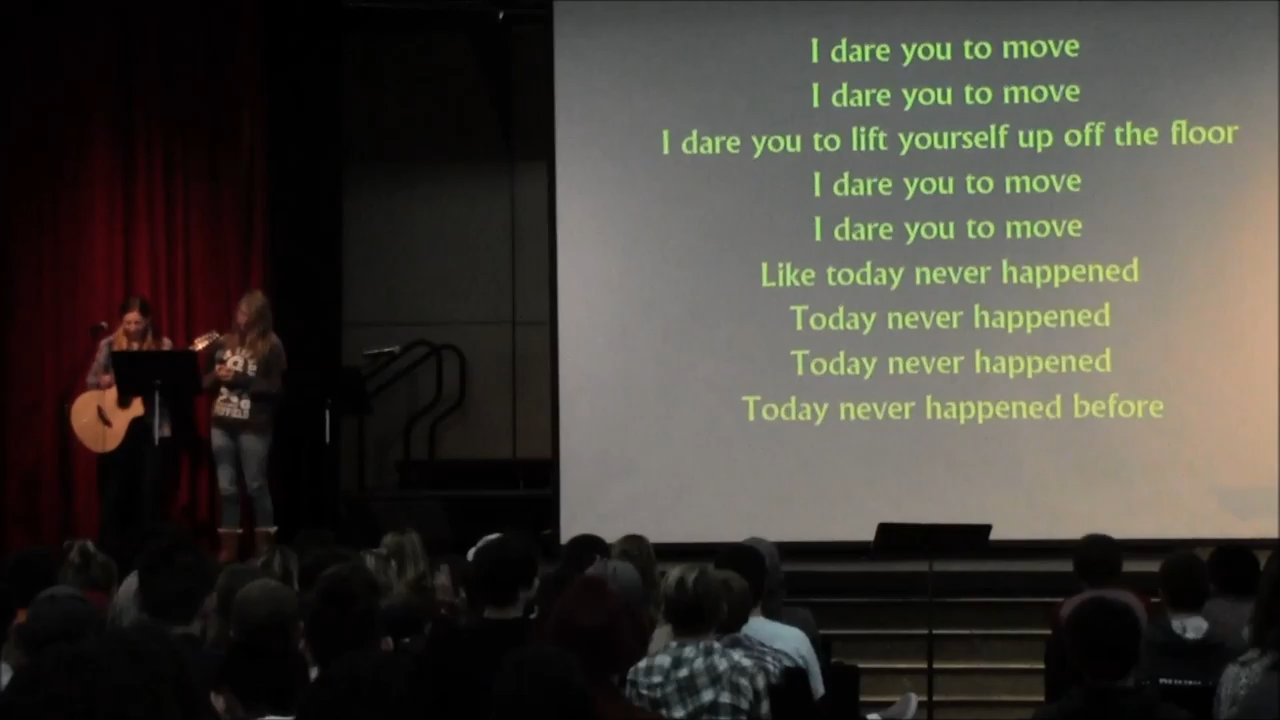 I dare you to move
I dare you to move
I dare you to lift yourself up off the floor
I dare you to move
I dare you to move
Like today never happened
Today never happened
Today never happened
Today never happened before